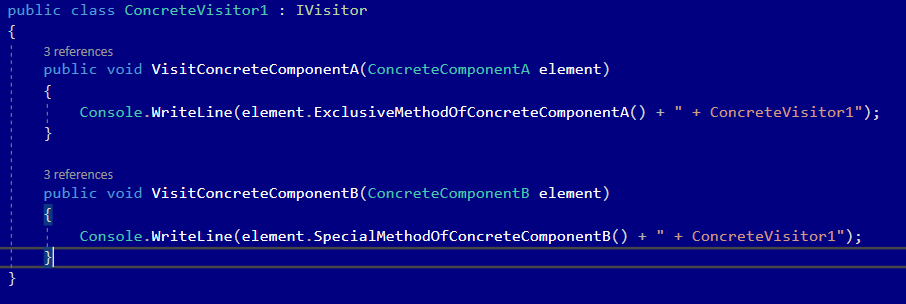 public class ConcreteVisitor1 : IVisitor
{
3 references
public void VisitConcreteComponentA(ConcreteComponentA element)
{
Console.WriteLine(element.ExclusiveMethodOfConcreteComponentA() + " + ConcreteVisitor1");
}
3 references
public void VisitConcreteComponentB(ConcreteComponentB element)
{
Console.WriteLine(element.SpecialMethodOfConcreteComponentB() + " + ConcreteVisitor1");
}
}